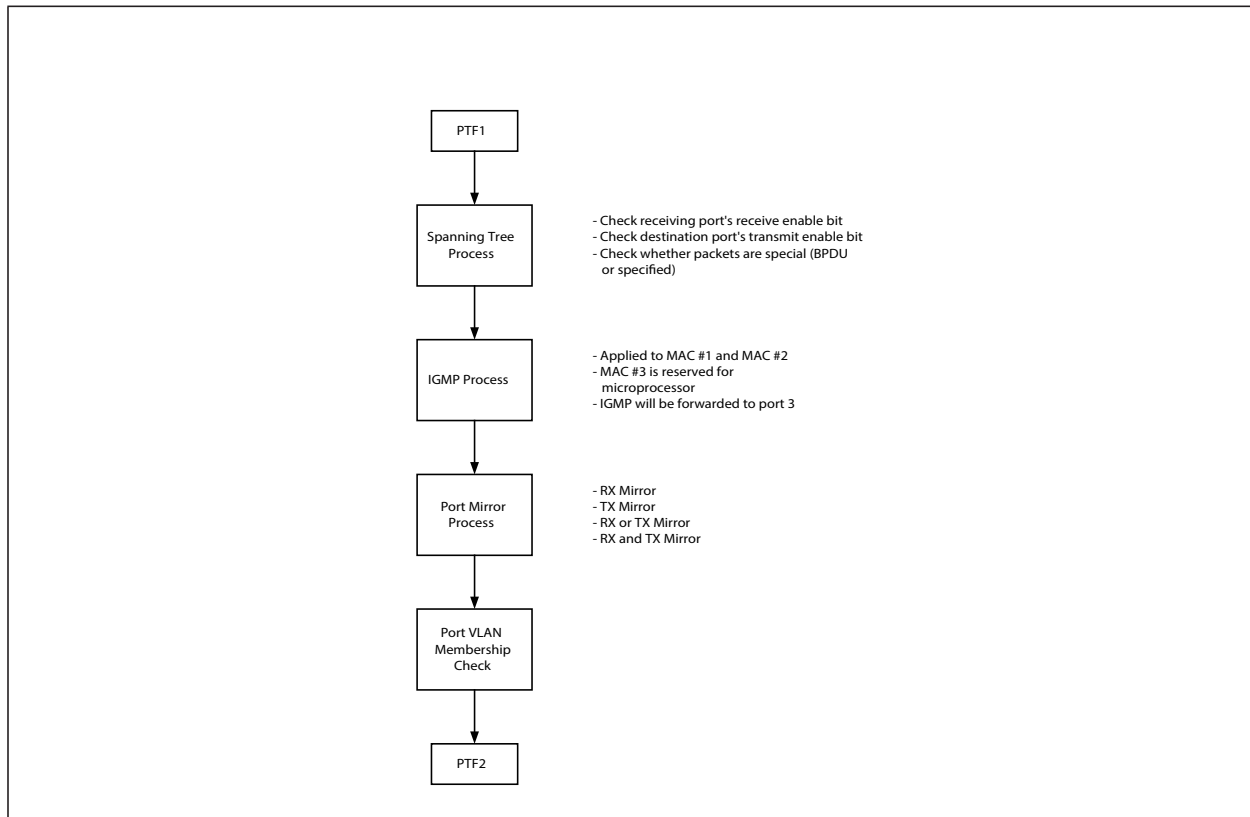 PTF1
Spanning Tree
Process
- Check receiving port's receive enable bit
- Check destination port's transmit enable bit
- Check whether packets are special (BPDU
or specified)
IGMP Process
- Applied to MAC #1 and MAC #2
- MAC #3 is reserved for
microprocessor
- IGMP will be forwarded to port 3
Port Mirror
Process
- RX Mirror
- TX Mirror
- RX or TX Mirror
- RX and TX Mirror
Port VLAN
Membership
Check
PTF2